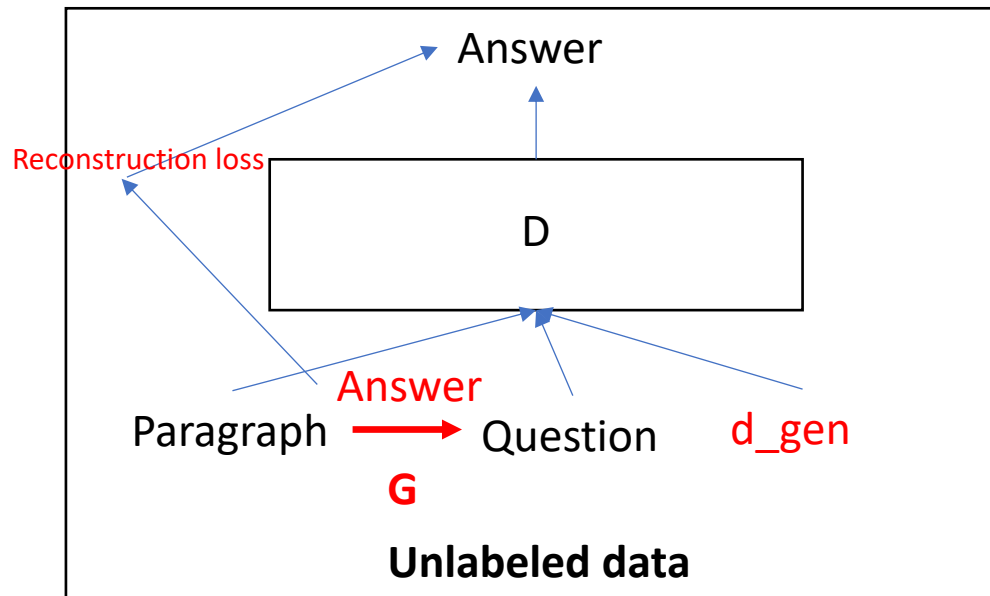 Answer
Reconstruction loss
D
Answer
Paragraph
Question
d_gen
G
Unlabeled data